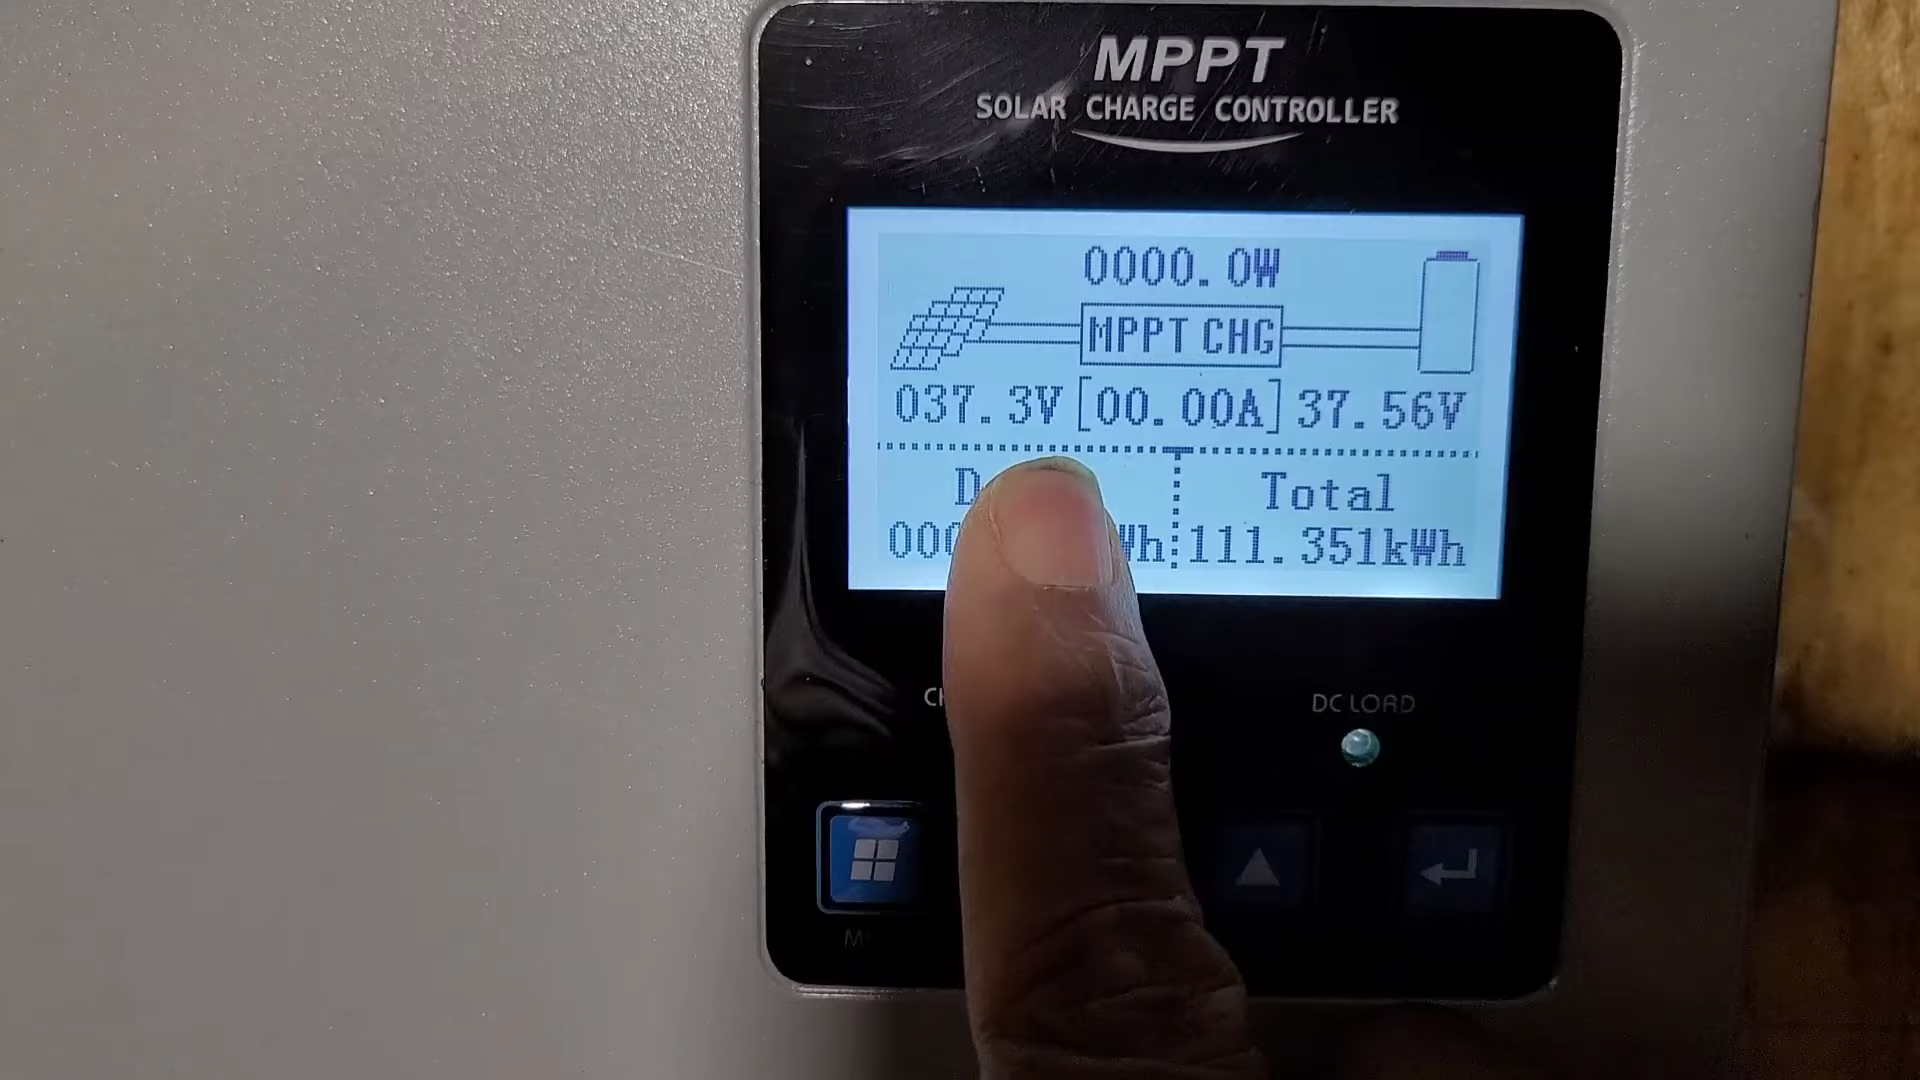 MPPT
SOLAR CHARGE CONTROLLER
0000.0W
MPPT CHG
037.3V [00.00A] 37.56V
Total
111.351kWh
DC LOAD